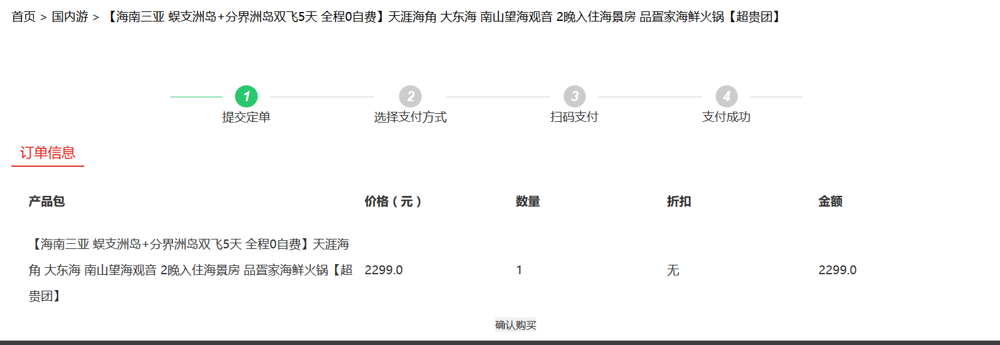 首页 > 国内游 > 【海南三亚 蜈支洲岛+分界洲岛双飞5天 全程0自费】天涯海角 大东海 南山望海观音 2晚入住海景房 品疍家海鲜火锅【超贵团】
1 2 3 4
提交定单 选择支付方式 扫码支付 支付成功
订单信息
产品包 价格（元） 数量 折扣 金额
【海南三亚 蜈支洲岛+分界洲岛双飞5天 全程0自费】天涯海
角 大东海 南山望海观音 2晚入住海景房 品疍家海鲜火锅【超 2299.0 1 无 2299.0
贵团】
确认购买